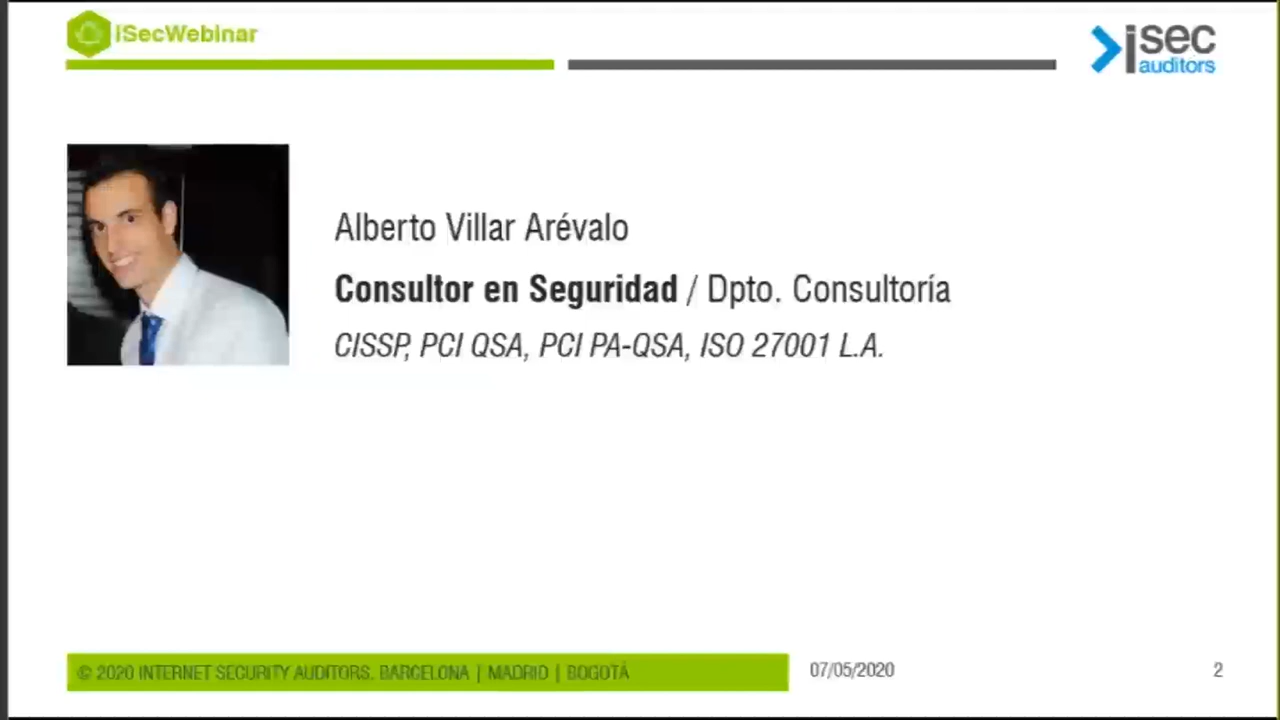 iSecWebinar
isec
auditors
Alberto Villar Arévalo
Consultor en Seguridad / Dpto. Consultoría
CISSP, PCI QSA, PCI PA-QSA, ISO 27001 L.A.
© 2020 INTERNET SECURITY AUDITORS. BARCELONA | MADRID | BOGOTÁ
07/05/2020
2